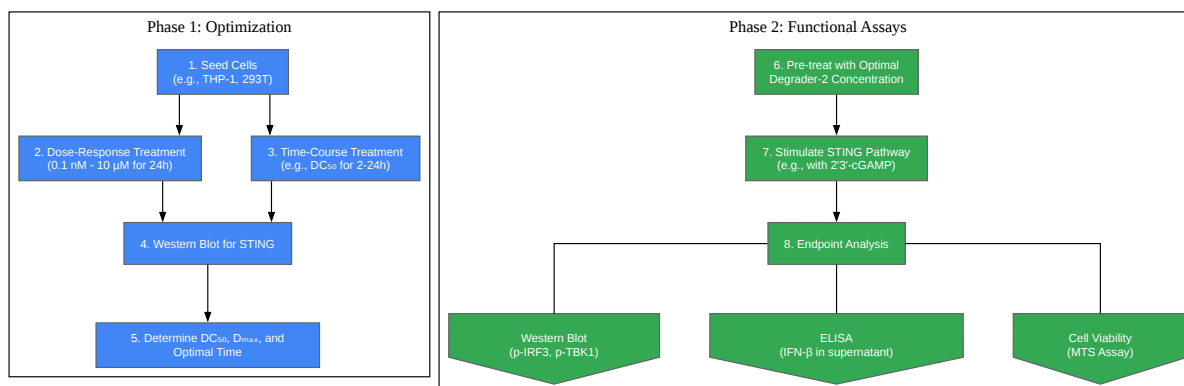 Phase 1: Optimization
1. Seed Cells
(e.g., THP-1, 293T)
2. Dose-Response Treatment
(0.1 nM - 10 μM for 24h)
3. Time-Course Treatment
(e.g., DC₅₀ for 2-24h)
4. Western Blot for STING
5. Determine DC₅₀, Dₘₐₓ, and
Optimal Time
Phase 2: Functional Assays
6. Pre-treat with Optimal
Degrader-2 Concentration
7. Stimulate STING Pathway
(e.g., with 2'3'-cGAMP)
8. Endpoint Analysis
Western Blot
(p-IRF3, p-TBK1)
ELISA
(IFN-β in supernatant)
Cell Viability
(MTS Assay)